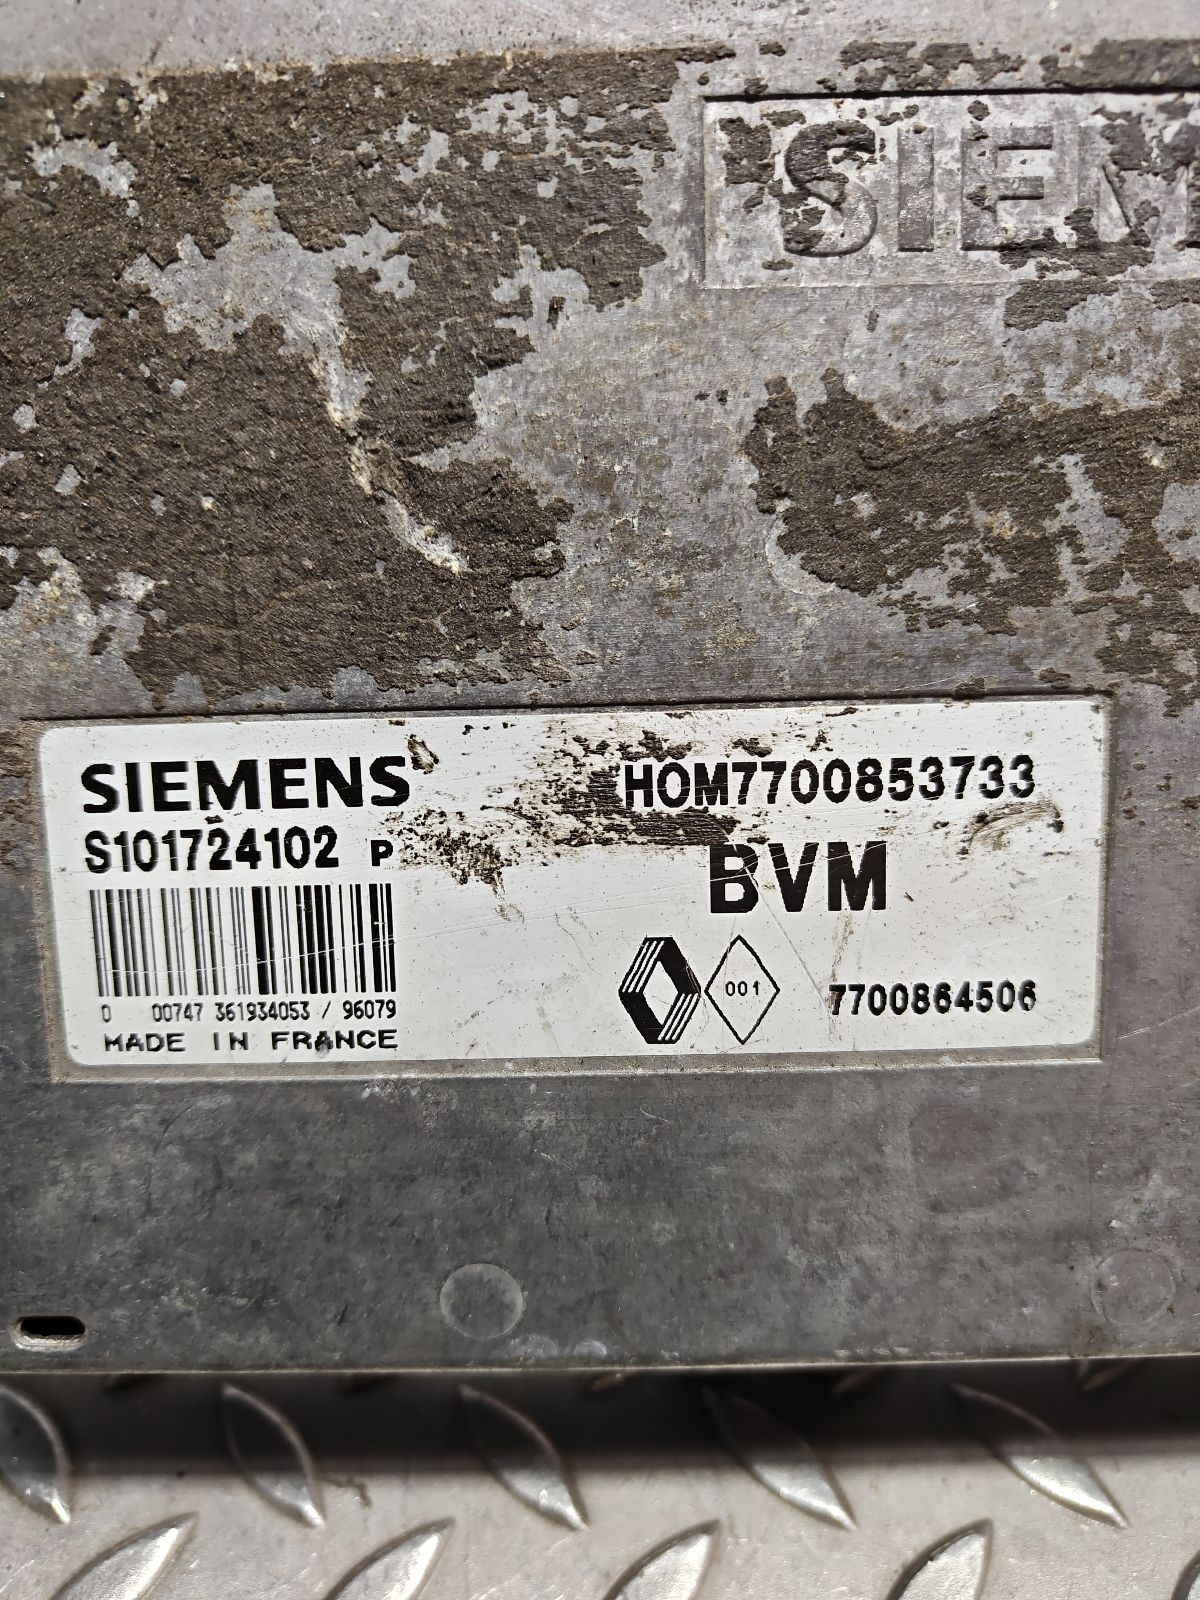 SIEM
SIEMENS
S101724102 P
0 00747 361934053 / 96079
MADE IN FRANCE
HOM7700853733
BVM
001
7700864506